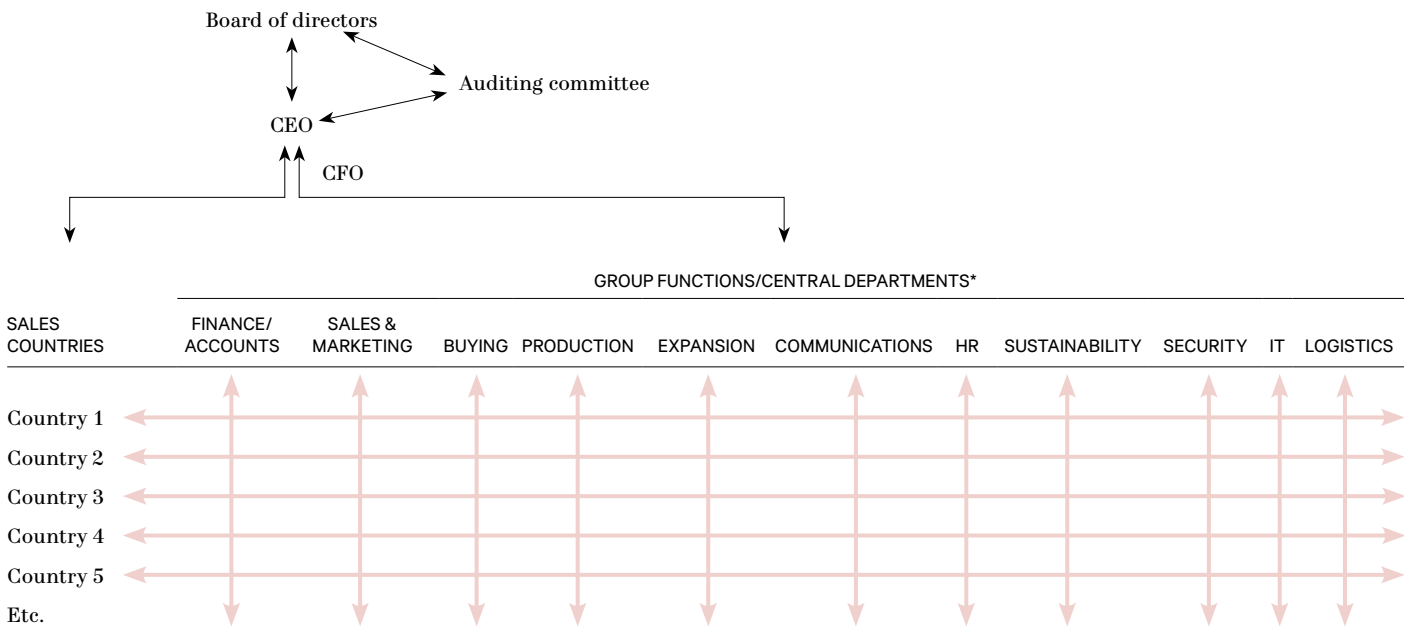 Board of directors
Auditing committee
CEO
CFO
GROUP FUNCTIONS/CENTRAL DEPARTMENTS*
SALES
COUNTRIES
FINANCE/
ACCOUNTS
SALES &
MARKETING
BUYING
PRODUCTION
EXPANSION
COMMUNICATIONS
HR
SUSTAINABILITY
SECURITY
IT
LOGISTICS
Country 1
Country 2
Country 3
Country 4
Country 5
Etc.